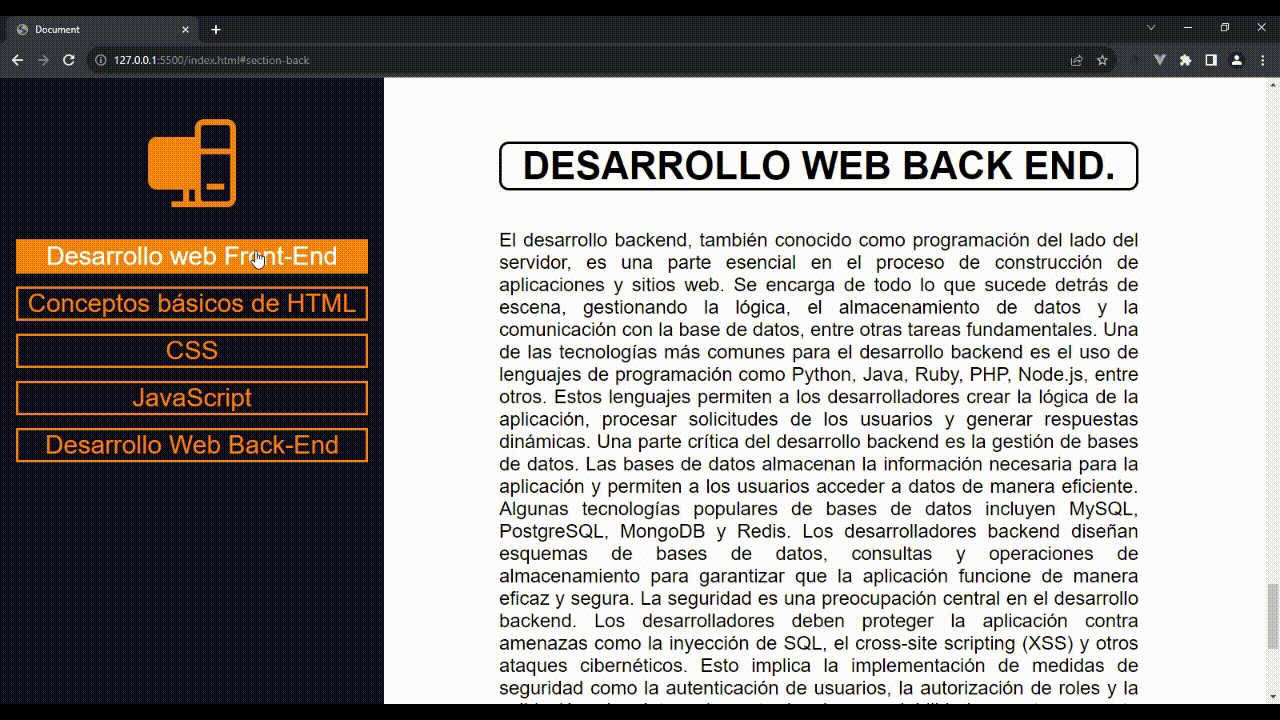 Document
127.0.0.1:5500/index.html#section-back
Desarrollo web Front-End
Conceptos básicos de HTML
CSS
JavaScript
Desarrollo Web Back-End
DESARROLLO WEB BACK END.
El desarrollo backend, también conocido como programación del lado del
servidor, es una parte esencial en el proceso de construcción de
aplicaciones y sitios web. Se encarga de todo lo que sucede detrás de
escena, gestionando la lógica, el almacenamiento de datos y la
comunicación con la base de datos, entre otras tareas fundamentales. Una
de las tecnologías más comunes para el desarrollo backend es el uso de
lenguajes de programación como Python, Java, Ruby, PHP, Node.js, entre
otros. Estos lenguajes permiten a los desarrolladores crear la lógica de la
aplicación, procesar solicitudes de los usuarios y generar respuestas
dinámicas. Una parte crítica del desarrollo backend es la gestión de bases
de datos. Las bases de datos almacenan la información necesaria para la
aplicación y permiten a los usuarios acceder a datos de manera eficiente.
Algunas tecnologías populares de bases de datos incluyen MySQL,
PostgreSQL, MongoDB y Redis. Los desarrolladores backend diseñan
esquemas de bases de datos, consultas y operaciones de
almacenamiento para garantizar que la aplicación funcione de manera
eficaz y segura. La seguridad es una preocupación central en el desarrollo
backend. Los desarrolladores deben proteger la aplicación contra
amenazas como la inyección de SQL, el cross-site scripting (XSS) y otros
ataques cibernéticos. Esto implica la implementación de medidas de
seguridad como la autenticación de usuarios, la autorización de roles y la